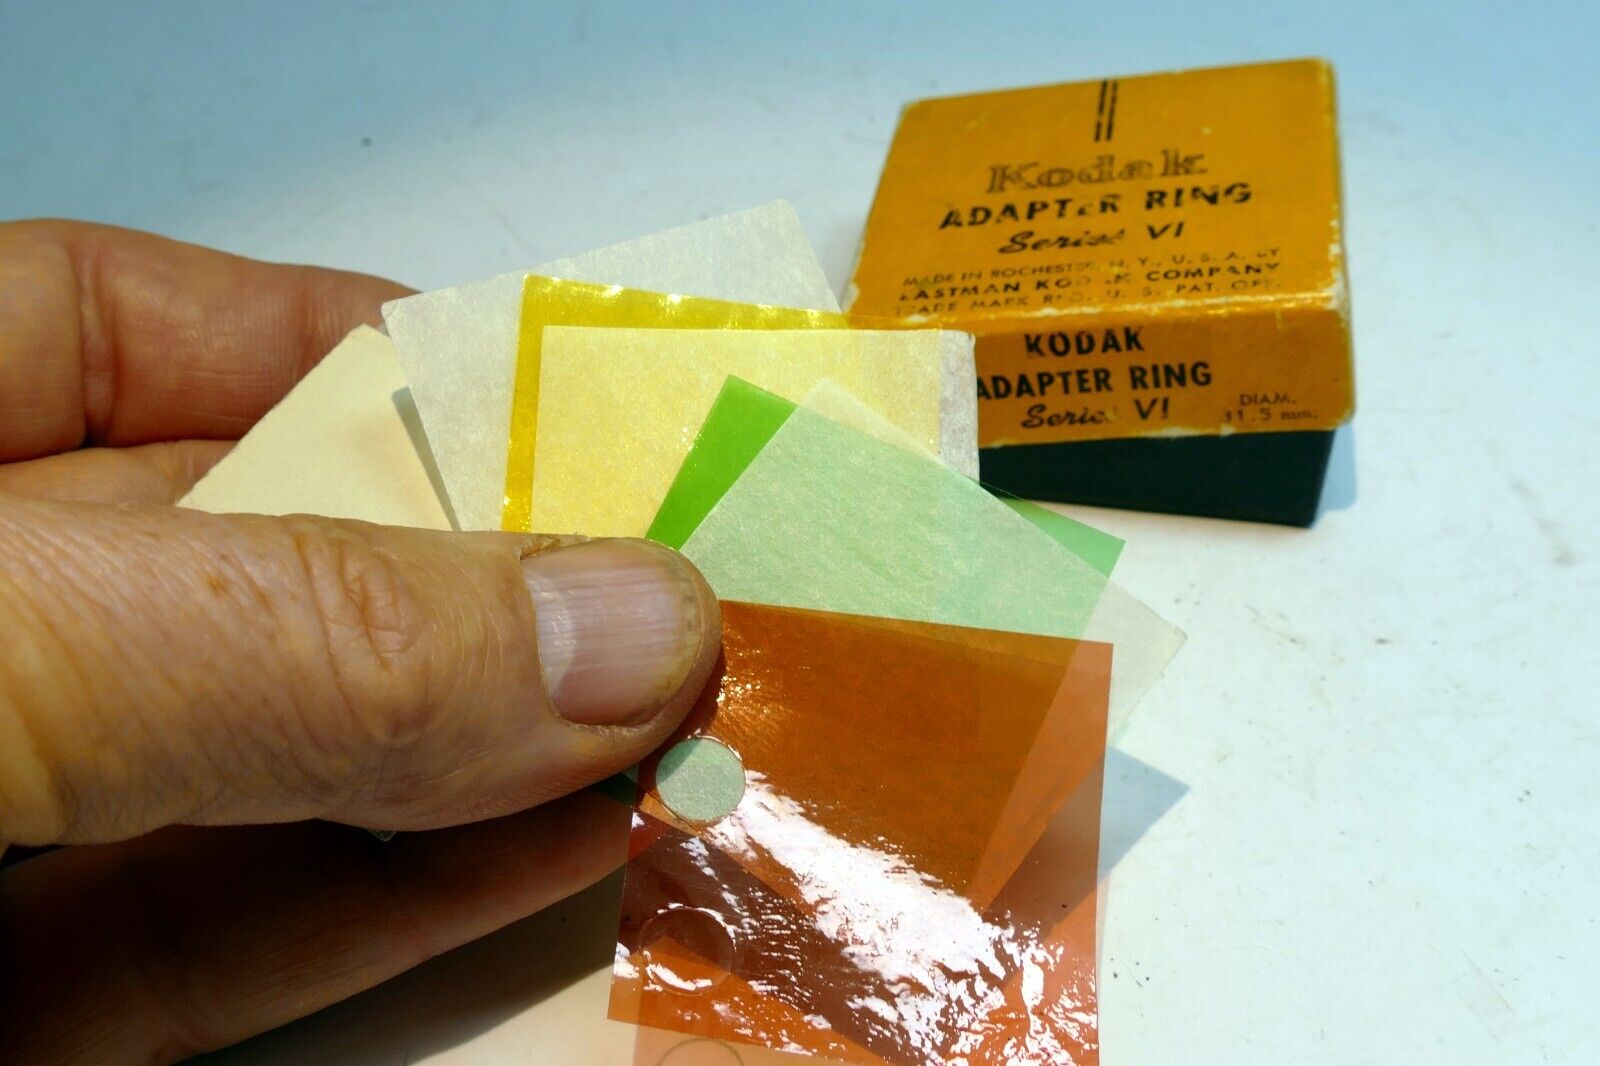 Kodak
ADAPTER RING
Series VI
MADE IN ROCHESTER, N. Y., U. S. A. BY
EASTMAN KODAK COMPANY
TRADE MARK REG. U. S. PAT. OFF.
KODAK
ADAPTER RING
Series VI
DIAM.
31.5 mm.